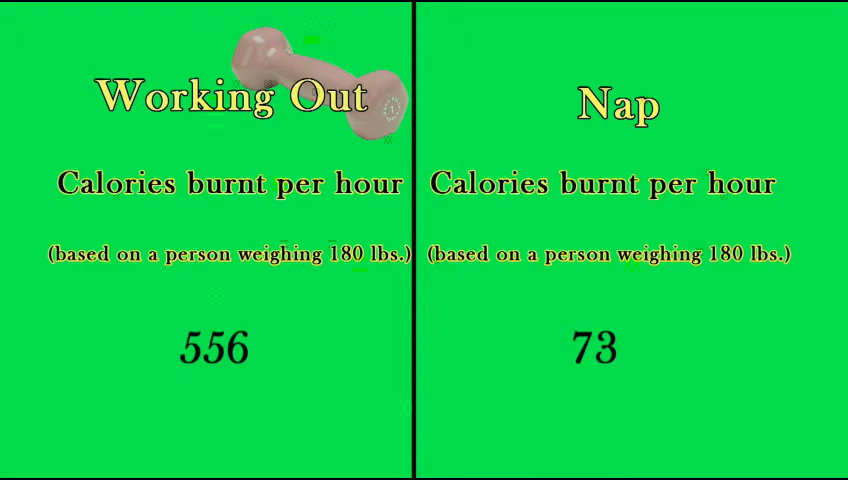 Working Out
Calories burnt per hour
(based on a person weighing 180 lbs.)
556
Nap
Calories burnt per hour
(based on a person weighing 180 lbs.)
73